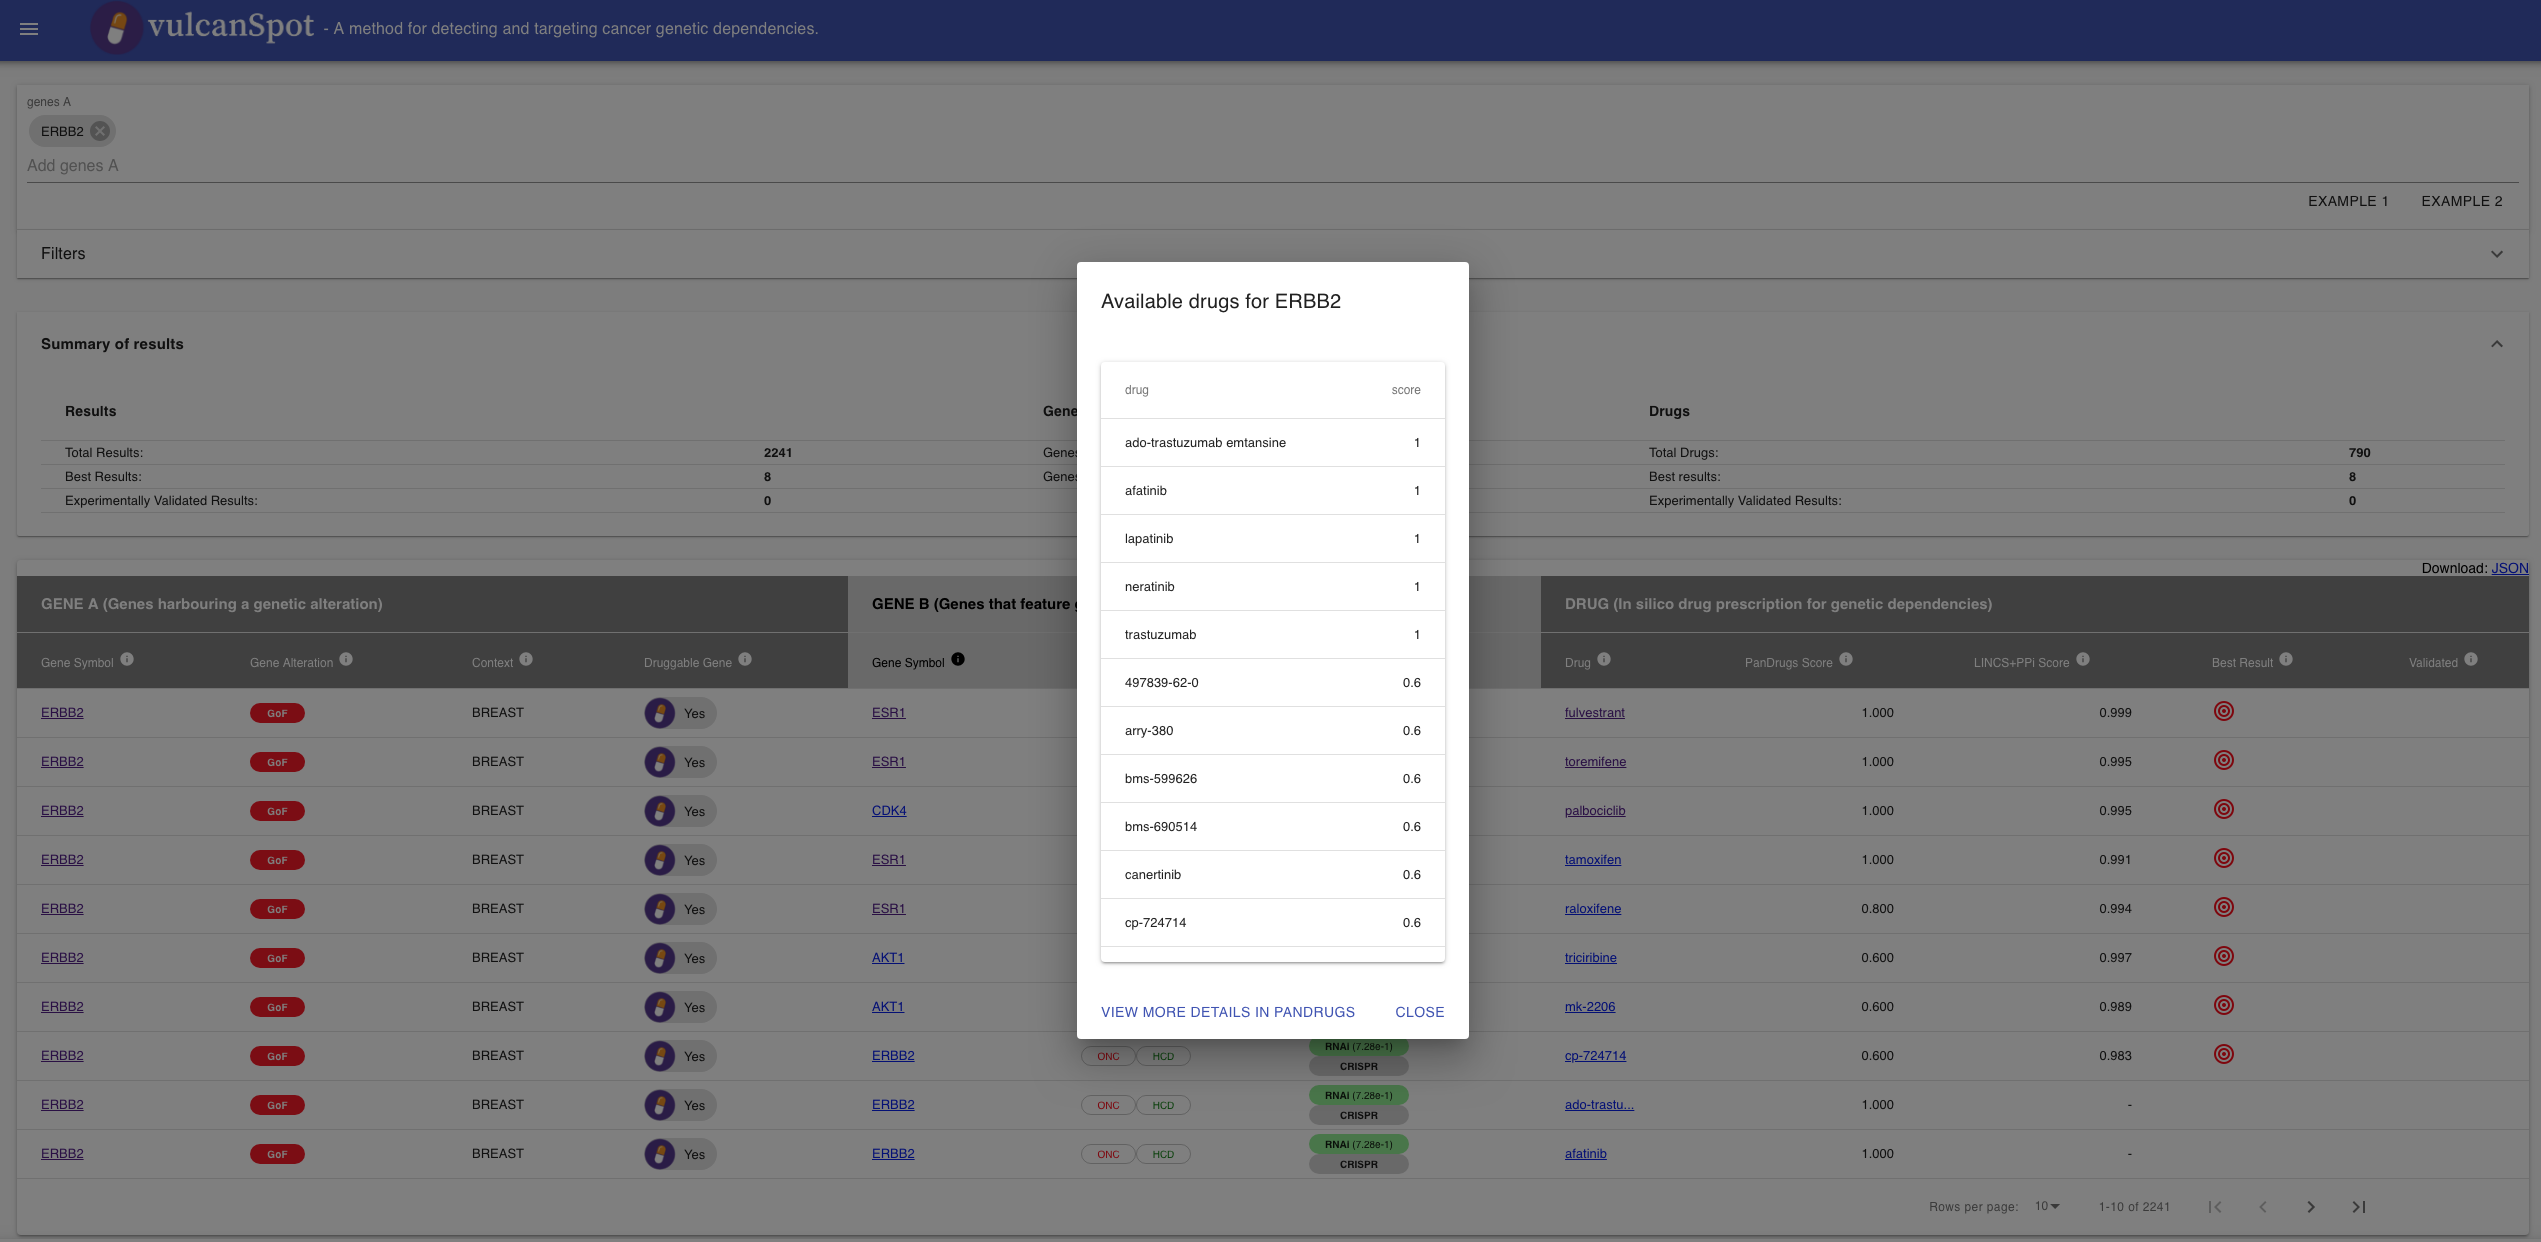 vulcanSpot - A method for detecting and targeting cancer genetic dependencies.
genes A
ERBB2
Add genes A
EXAMPLE 1 EXAMPLE 2
Filters
Summary of results
Results Gene Drugs
Total Results: 2241 Genes Total Drugs: 790
Best Results: 8 Genes Best results: 8
Experimentally Validated Results: 0 Experimentally Validated Results: 0
Download: JSON
GENE A (Genes harbouring a genetic alteration) GENE B (Genes that feature DRUG (In silico drug prescription for genetic dependencies)
Gene Symbol Gene Alteration Context Druggable Gene Gene Symbol Drug PanDrugs Score LINCS+PPi Score Best Result Validated
ERBB2 GoF BREAST Yes ESR1 fulvestrant 1.000 0.999
ERBB2 GoF BREAST Yes ESR1 toremifene 1.000 0.995
ERBB2 GoF BREAST Yes CDK4 palbociclib 1.000 0.995
ERBB2 GoF BREAST Yes ESR1 tamoxifen 1.000 0.991
ERBB2 GoF BREAST Yes ESR1 raloxifene 0.800 0.994
ERBB2 GoF BREAST Yes AKT1 triciribine 0.600 0.997
ERBB2 GoF BREAST Yes AKT1 mk-2206 0.600 0.989
ERBB2 GoF BREAST Yes ERBB2 ONC HCD RNAi (7.28e-1) CRISPR cp-724714 0.600 0.983
ERBB2 GoF BREAST Yes ERBB2 ONC HCD RNAi (7.28e-1) CRISPR ado-trastu... 1.000 -
ERBB2 GoF BREAST Yes ERBB2 ONC HCD RNAi (7.28e-1) CRISPR afatinib 1.000 -
Rows per page: 10 1-10 of 2241
Available drugs for ERBB2
drug score
ado-trastuzumab emtansine 1
afatinib 1
lapatinib 1
neratinib 1
trastuzumab 1
497839-62-0 0.6
arry-380 0.6
bms-599626 0.6
bms-690514 0.6
canertinib 0.6
cp-724714 0.6
VIEW MORE DETAILS IN PANDRUGS CLOSE